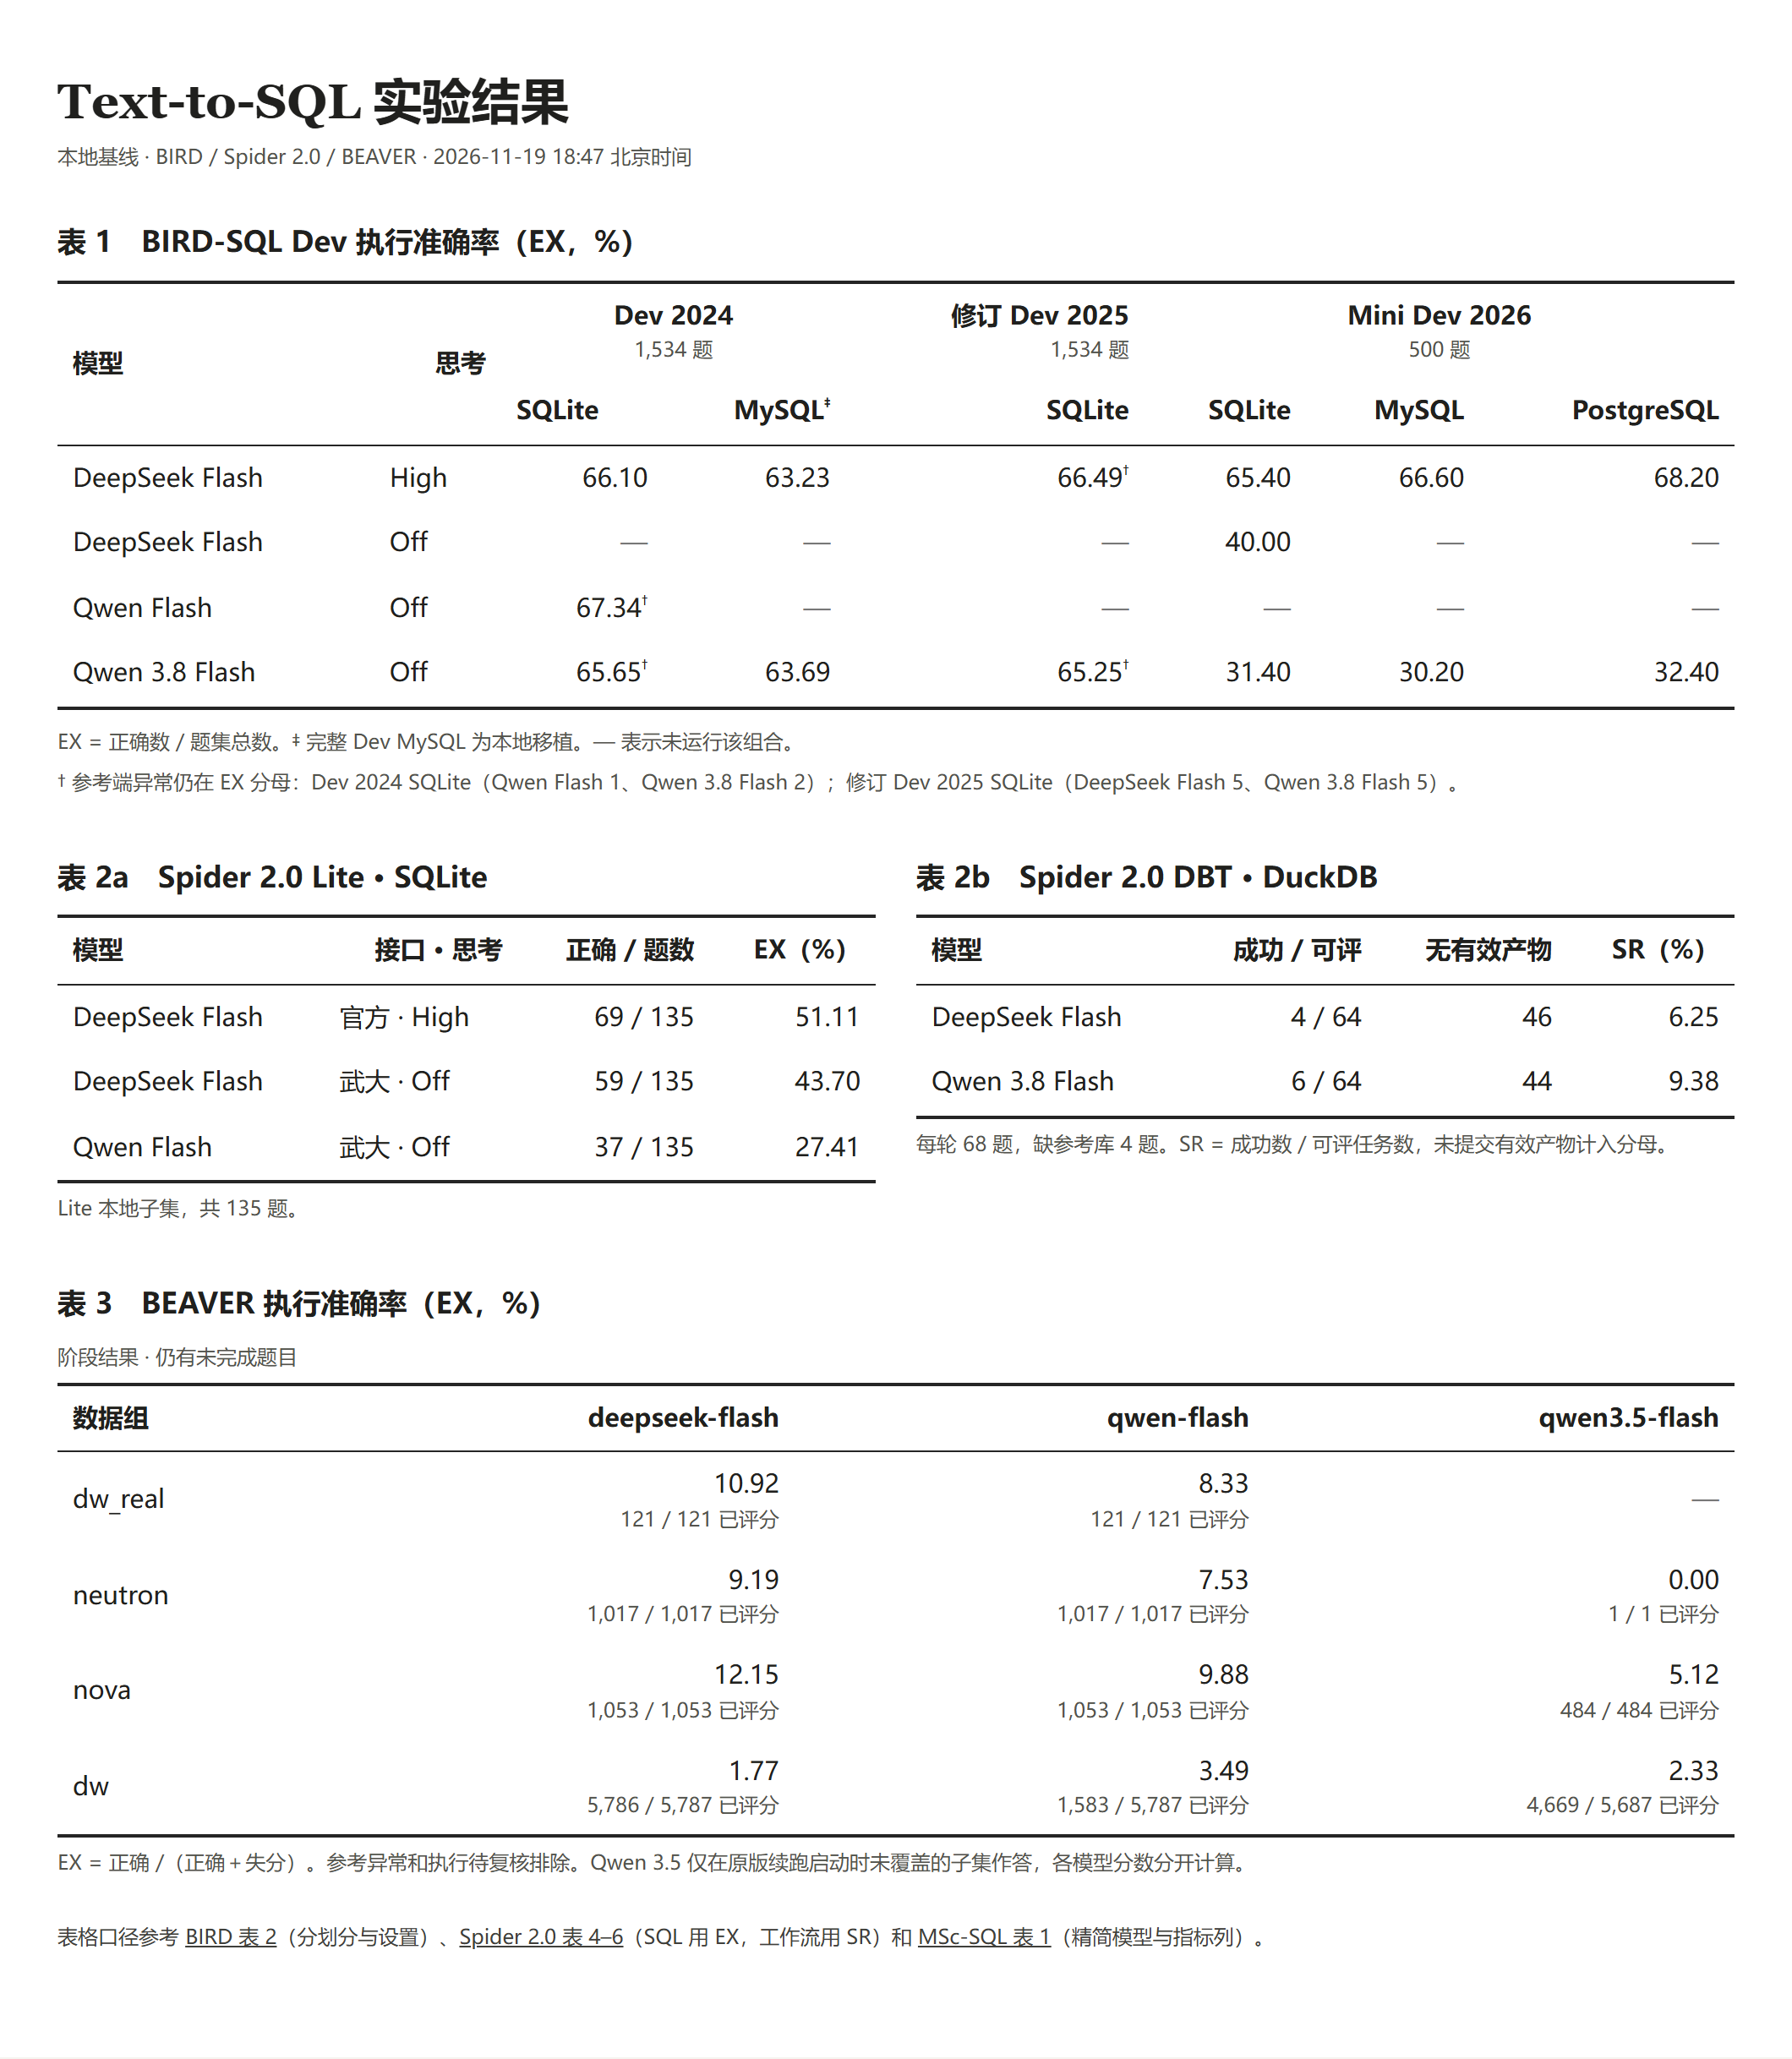 Text-to-SQL 实验结果
本地基线 · BIRD / Spider 2.0 / BEAVER · 2026-11-19 18:47 北京时间
表 1 BIRD-SQL Dev 执行准确率（EX，%）
模型 思考 Dev 2024 修订 Dev 2025 Mini Dev 2026
1,534 题 1,534 题 500 题
SQLite MySQL‡ SQLite SQLite MySQL PostgreSQL
DeepSeek Flash High 66.10 63.23 66.49† 65.40 66.60 68.20
DeepSeek Flash Off — — — 40.00 — —
Qwen Flash Off 67.34† — — — — —
Qwen 3.8 Flash Off 65.65† 63.69 65.25† 31.40 30.20 32.40
EX = 正确数 / 题集总数。‡ 完整 Dev MySQL 为本地移植。— 表示未运行该组合。
† 参考端异常仍在 EX 分母：Dev 2024 SQLite（Qwen Flash 1、Qwen 3.8 Flash 2）；修订 Dev 2025 SQLite（DeepSeek Flash 5、Qwen 3.8 Flash 5）。
表 2a Spider 2.0 Lite · SQLite
模型 接口 · 思考 正确 / 题数 EX（%）
DeepSeek Flash 官方 · High 69 / 135 51.11
DeepSeek Flash 武大 · Off 59 / 135 43.70
Qwen Flash 武大 · Off 37 / 135 27.41
Lite 本地子集，共 135 题。
表 2b Spider 2.0 DBT · DuckDB
模型 成功 / 可评 无有效产物 SR（%）
DeepSeek Flash 4 / 64 46 6.25
Qwen 3.8 Flash 6 / 64 44 9.38
每轮 68 题，缺参考库 4 题。SR = 成功数 / 可评任务数，未提交有效产物计入分母。
表 3 BEAVER 执行准确率（EX，%）
阶段结果 · 仍有未完成题目
数据组 deepseek-flash qwen-flash qwen3.5-flash
dw_real 10.92 8.33 —
121 / 121 已评分 121 / 121 已评分
neutron 9.19 7.53 0.00
1,017 / 1,017 已评分 1,017 / 1,017 已评分 1 / 1 已评分
nova 12.15 9.88 5.12
1,053 / 1,053 已评分 1,053 / 1,053 已评分 484 / 484 已评分
dw 1.77 3.49 2.33
5,786 / 5,787 已评分 1,583 / 5,787 已评分 4,669 / 5,687 已评分
EX = 正确 /（正确 + 失分）。参考异常和执行待复核排除。Qwen 3.5 仅在原版续跑启动时未覆盖的子集作答，各模型分数分开计算。
表格口径参考 BIRD 表 2（分划分与设置）、Spider 2.0 表 4–6（SQL 用 EX，工作流用 SR）和 MSc-SQL 表 1（精简模型与指标列）。